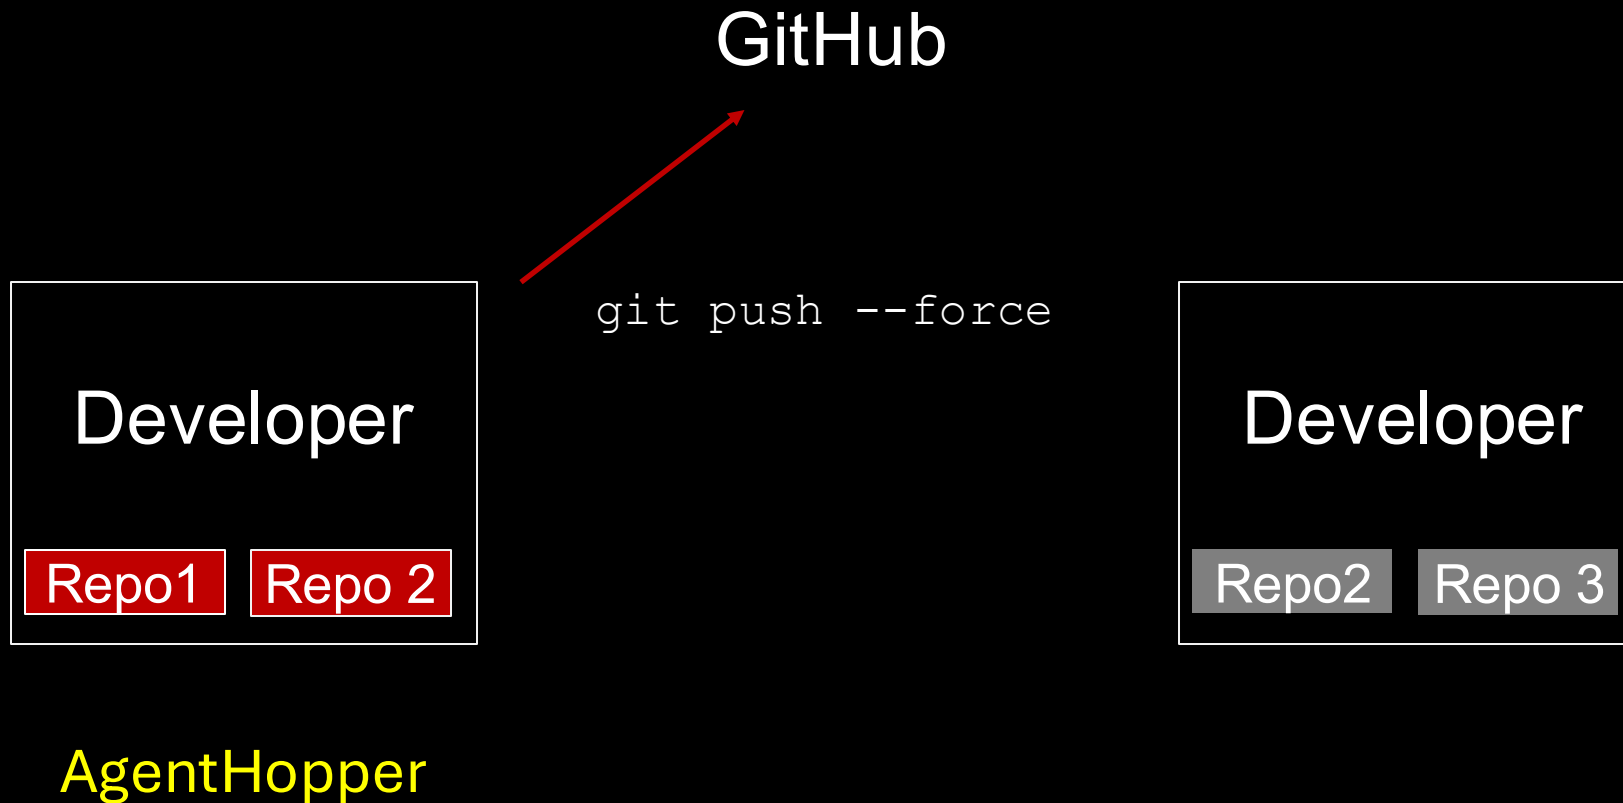 GitHub
git push --force
Developer
Repo1
Repo 2
Developer
Repo2
Repo 3
AgentHopper